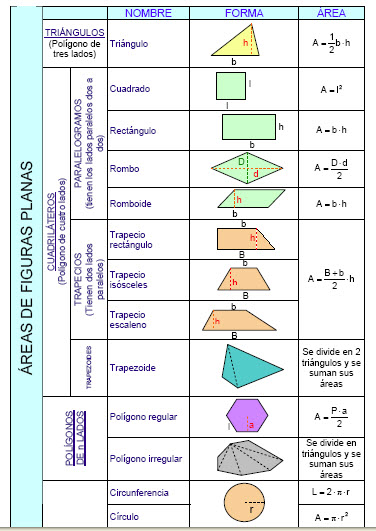 NOMBRE FORMA ÁREA
ÁREAS DE FIGURAS PLANAS
TRIÁNGULOS
(Polígono de
tres lados)
Triángulo
h
b
A = 1/2 b · h
CUADRILÁTEROS
(Polígono de cuatro lados)
PARALELOGRAMOS
(tienen los lados paralelos dos a
dos)
Cuadrado
l
l
A = l²
Rectángulo
h
b
A = b · h
Rombo
D
d
A = D · d / 2
Romboide
h
b
A = b · h
TRAPECIOS
(Tienen dos lados
paralelos)
Trapecio
rectángulo
b
h
B
Trapecio
isósceles
b
h
B
Trapecio
escaleno
b
h
B
A = B + b / 2 · h
TRAPEZOIDES
Trapezoide
Se divide en 2
triángulos y se
suman sus
áreas
POLÍGONOS
DE n LADOS
Polígono regular
l
a
A = P · a / 2
Polígono irregular
Se divide en
triángulos y se
suman sus
áreas
Circunferencia
L = 2 · π · r
r
Círculo
A = π · r²